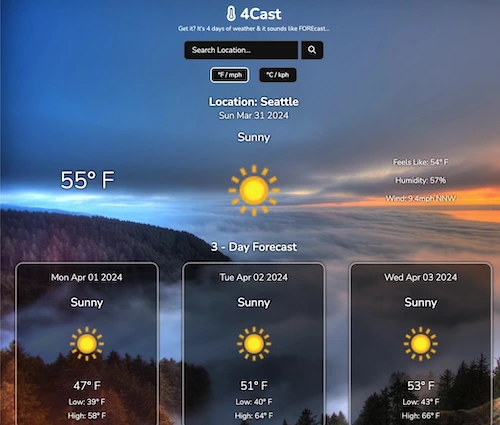 4Cast
Get it? It's 4 days of weather & it sounds like FOREcast...
Search Location...
°F / mph
°C / kph
Location: Seattle
Sun Mar 31 2024
Sunny
55° F
Feels Like: 54° F
Humidity: 57%
Wind: 9.4mph NNW
3 - Day Forecast
Mon Apr 01 2024
Sunny
47° F
Low: 39° F
High: 58° F
Tue Apr 02 2024
Sunny
51° F
Low: 40° F
High: 64° F
Wed Apr 03 2024
Sunny
53° F
Low: 43° F
High: 66° F